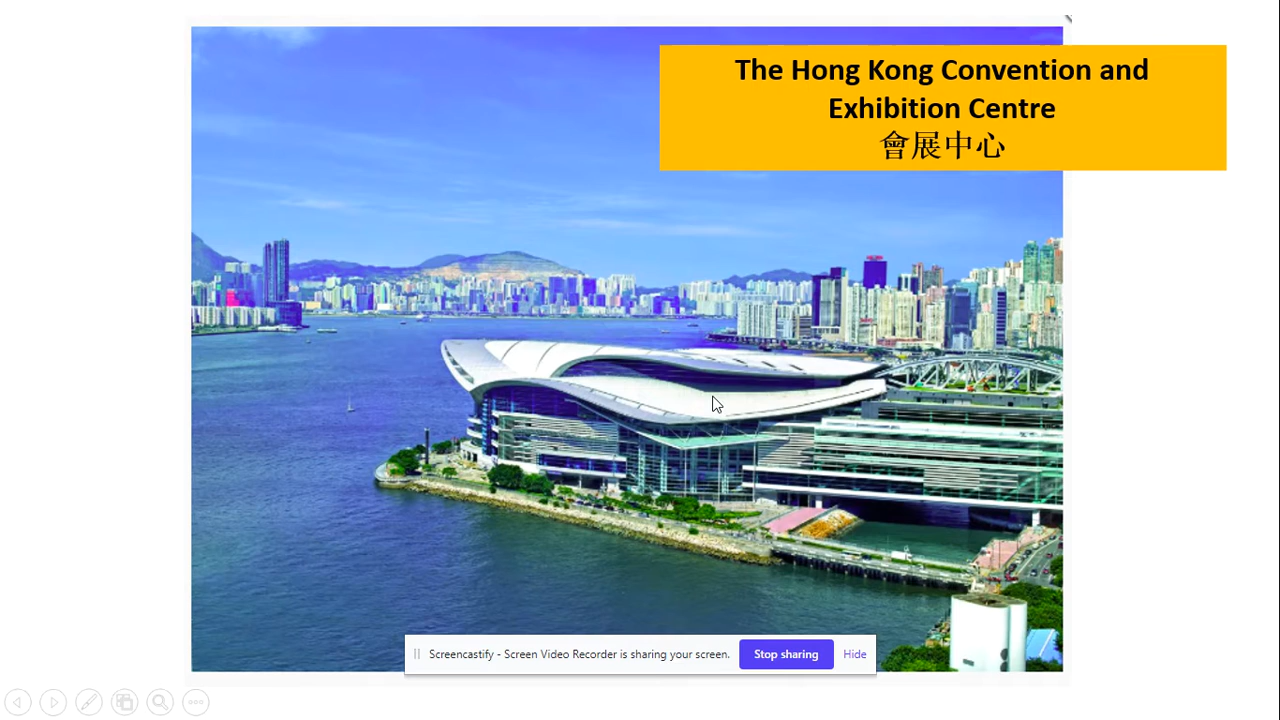 The Hong Kong Convention and
Exhibition Centre
會展中心
Screencastify - Screen Video Recorder is sharing your screen.
Stop sharing
Hide